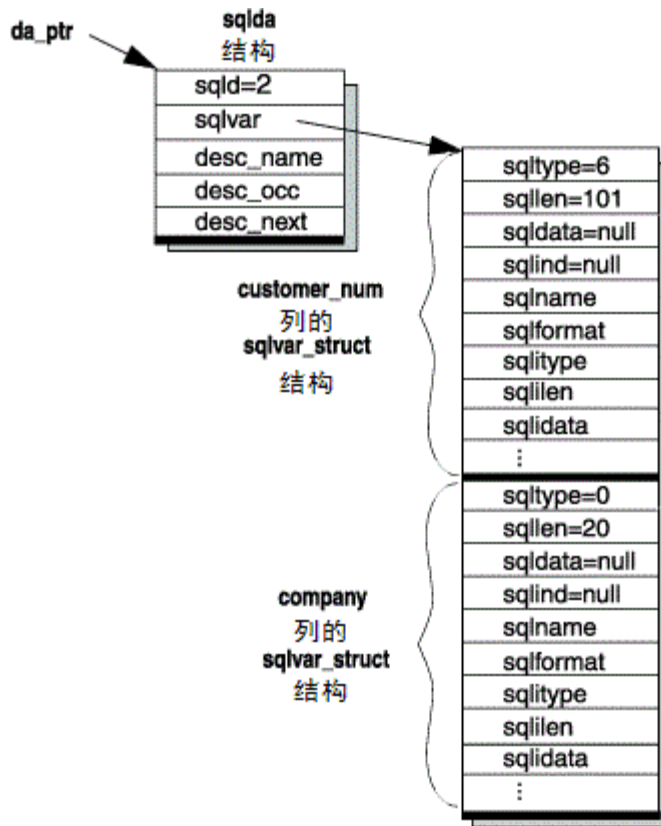 da_ptr
sqlda
结构
sqld=2
sqlvar
desc_name
desc_occ
desc_next
customer_num
列的
sqlvar_struct
结构
sqltype=6
sqllen=101
sqldata=null
sqlind=null
sqlname
sqlformat
sqlitype
sqlilen
sqlidata
⋮
company
列的
sqlvar_struct
结构
sqltype=0
sqllen=20
sqldata=null
sqlind=null
sqlname
sqlformat
sqlitype
sqlilen
sqlidata
⋮